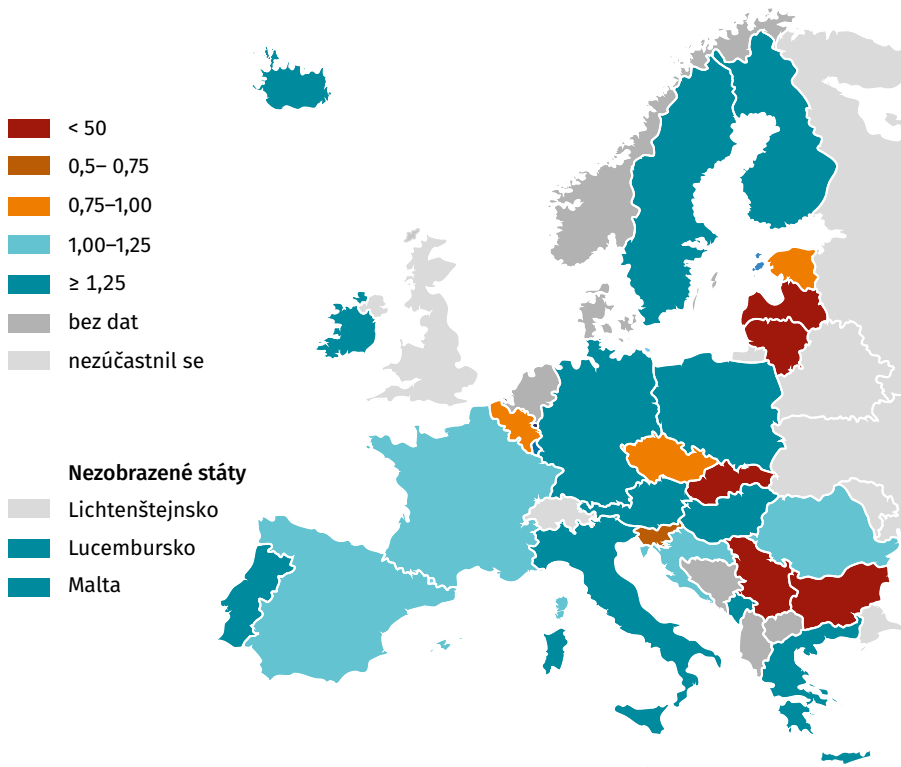 < 50
0,5– 0,75
0,75–1,00
1,00–1,25
≥ 1,25
bez dat
nezúčastnil se
Nezobrazené státy
Lichtenštejnsko
Lucembursko
Malta